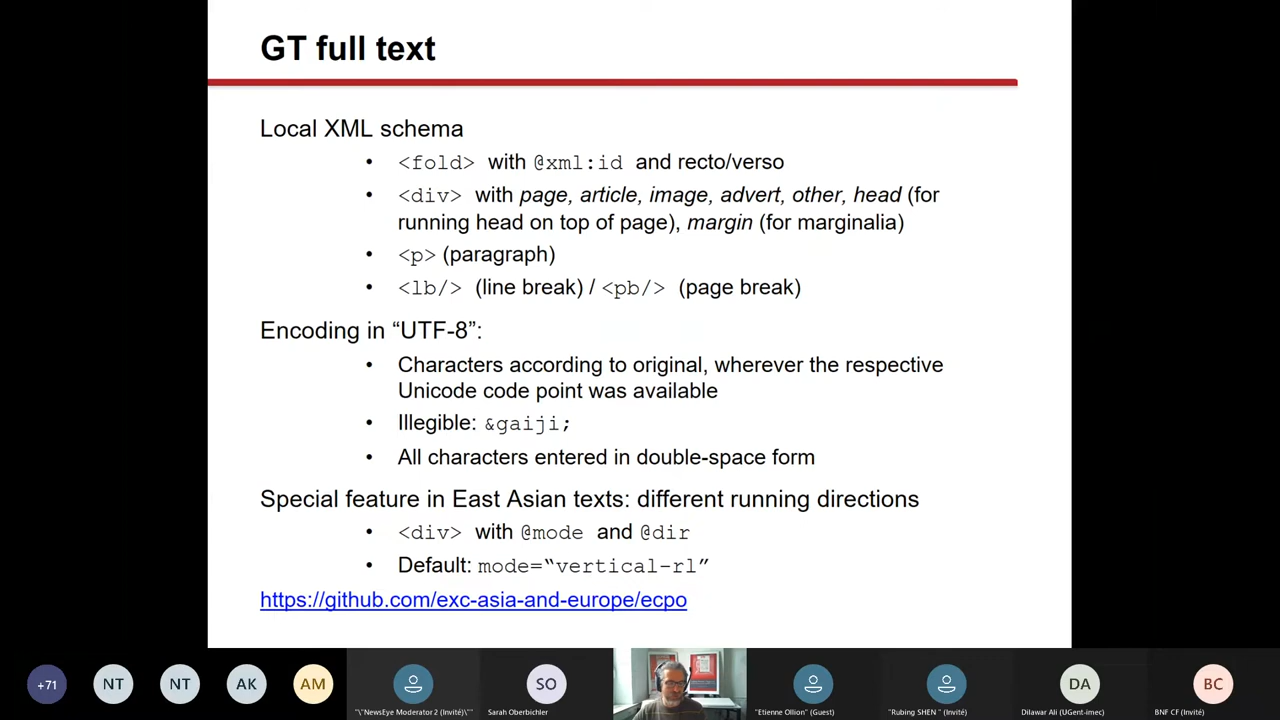 GT full text
Local XML schema
• <fold> with @xml:id and recto/verso
• <div> with page, article, image, advert, other, head (for
running head on top of page), margin (for marginalia)
• <p> (paragraph)
• <lb/> (line break) / <pb/> (page break)
Encoding in “UTF-8”:
• Characters according to original, wherever the respective
Unicode code point was available
• Illegible: &gaiji;
• All characters entered in double-space form
Special feature in East Asian texts: different running directions
• <div> with @mode and @dir
• Default: mode=“vertical-rl”
https://github.com/exc-asia-and-europe/ecpo
+71 NT NT AK AM SO DA BC
"\"NewsEye Moderator 2 (Invité)\"" Sarah Oberbichler "Etienne Ollion" (Guest) "Rubing SHEN " (Invité) Dilawar Ali (UGent-imec) BNF CF (Invité)